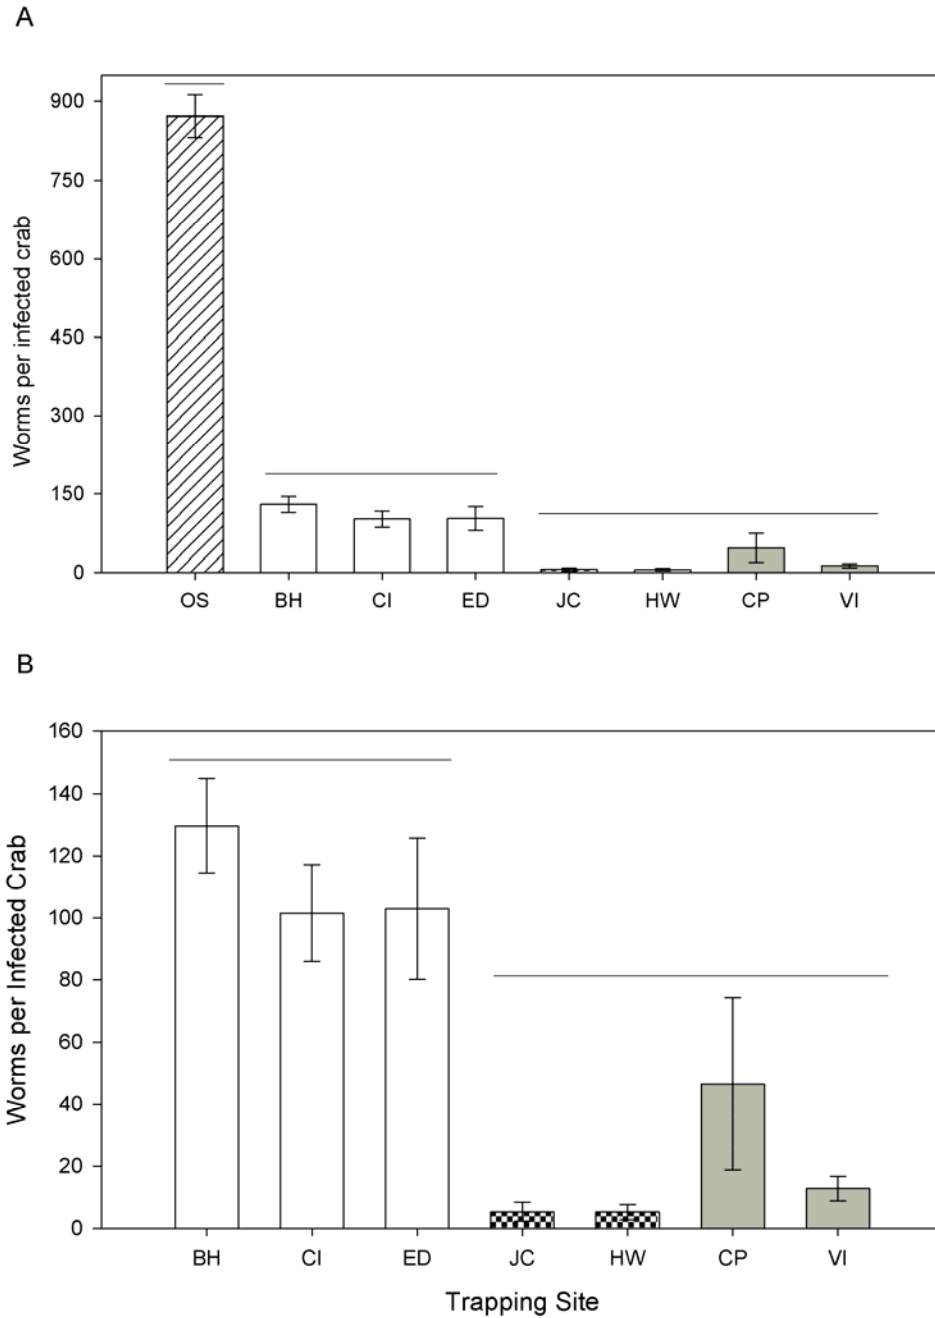 A
Worms per infected crab
900
750
600
450
300
150
0
OS BH CI ED JC HW CP VI
B
Worms per Infected Crab
160
140
120
100
80
60
40
20
0
BH CI ED JC HW CP VI
Trapping Site